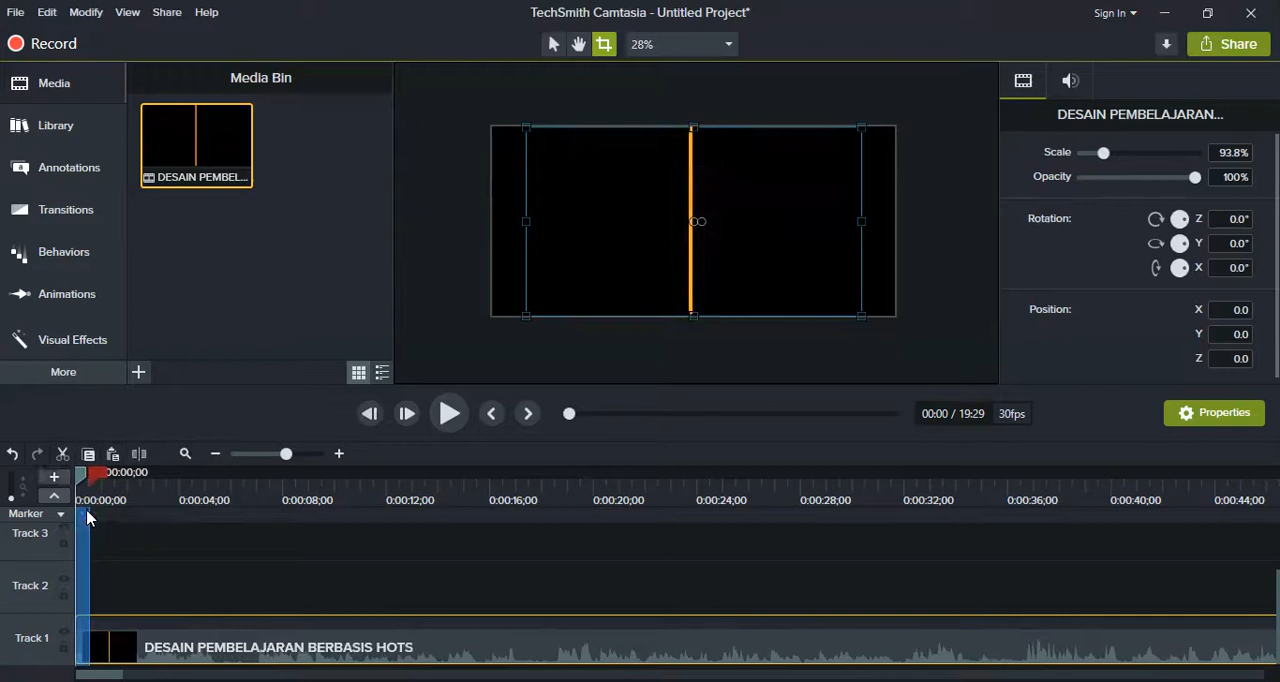 File Edit Modify View Share Help
TechSmith Camtasia - Untitled Project*
Sign In
Record
28%
Share
Media
Library
Annotations
Transitions
Behaviors
Animations
Visual Effects
More
Media Bin
DESAIN PEMBEL...
DESAIN PEMBELAJARAN...
Scale 93.8%
Opacity 100%
Rotation: Z 0.0°
Y 0.0°
X 0.0°
Position: X 0.0
Y 0.0
Z 0.0
00:00 / 19:29 30fps
Properties
0:00:00;00 0:00:04;00 0:00:08;00 0:00:12;00 0:00:16;00 0:00:20;00 0:00:24;00 0:00:28;00 0:00:32;00 0:00:36;00 0:00:40;00 0:00:44;00
Marker
Track 3
Track 2
Track 1
DESAIN PEMBELAJARAN BERBASIS HOTS